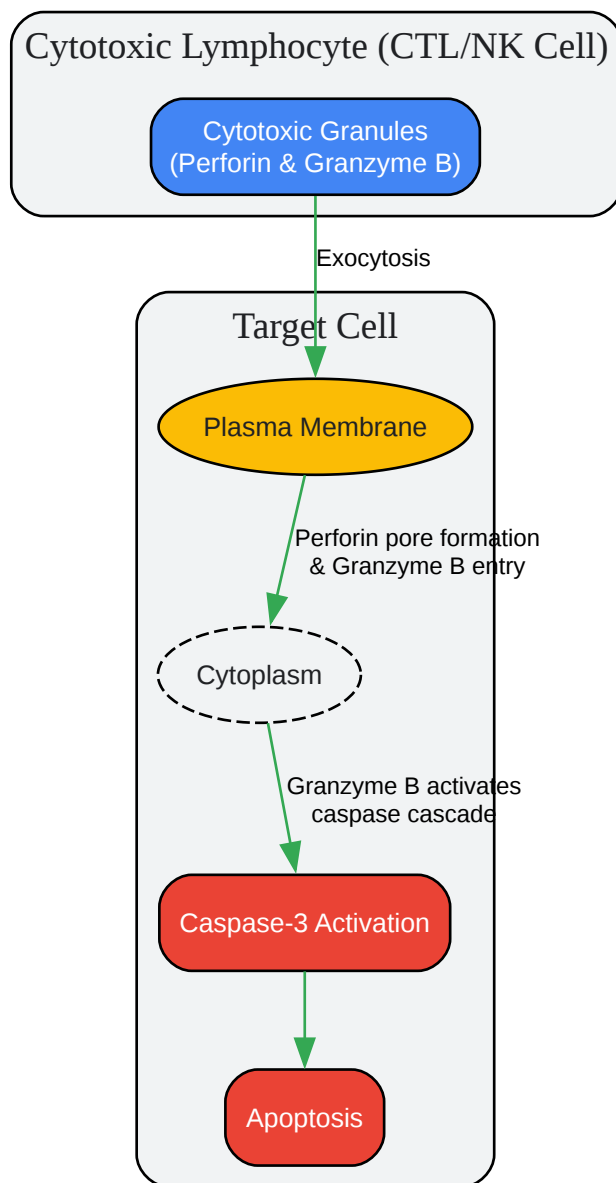 Cytotoxic Lymphocyte (CTL/NK Cell)
Cytotoxic Granules
(Perforin & Granzyme B)
Exocytosis
Target Cell
Plasma Membrane
Perforin pore formation
& Granzyme B entry
Cytoplasm
Granzyme B activates
caspase cascade
Caspase-3 Activation
Apoptosis